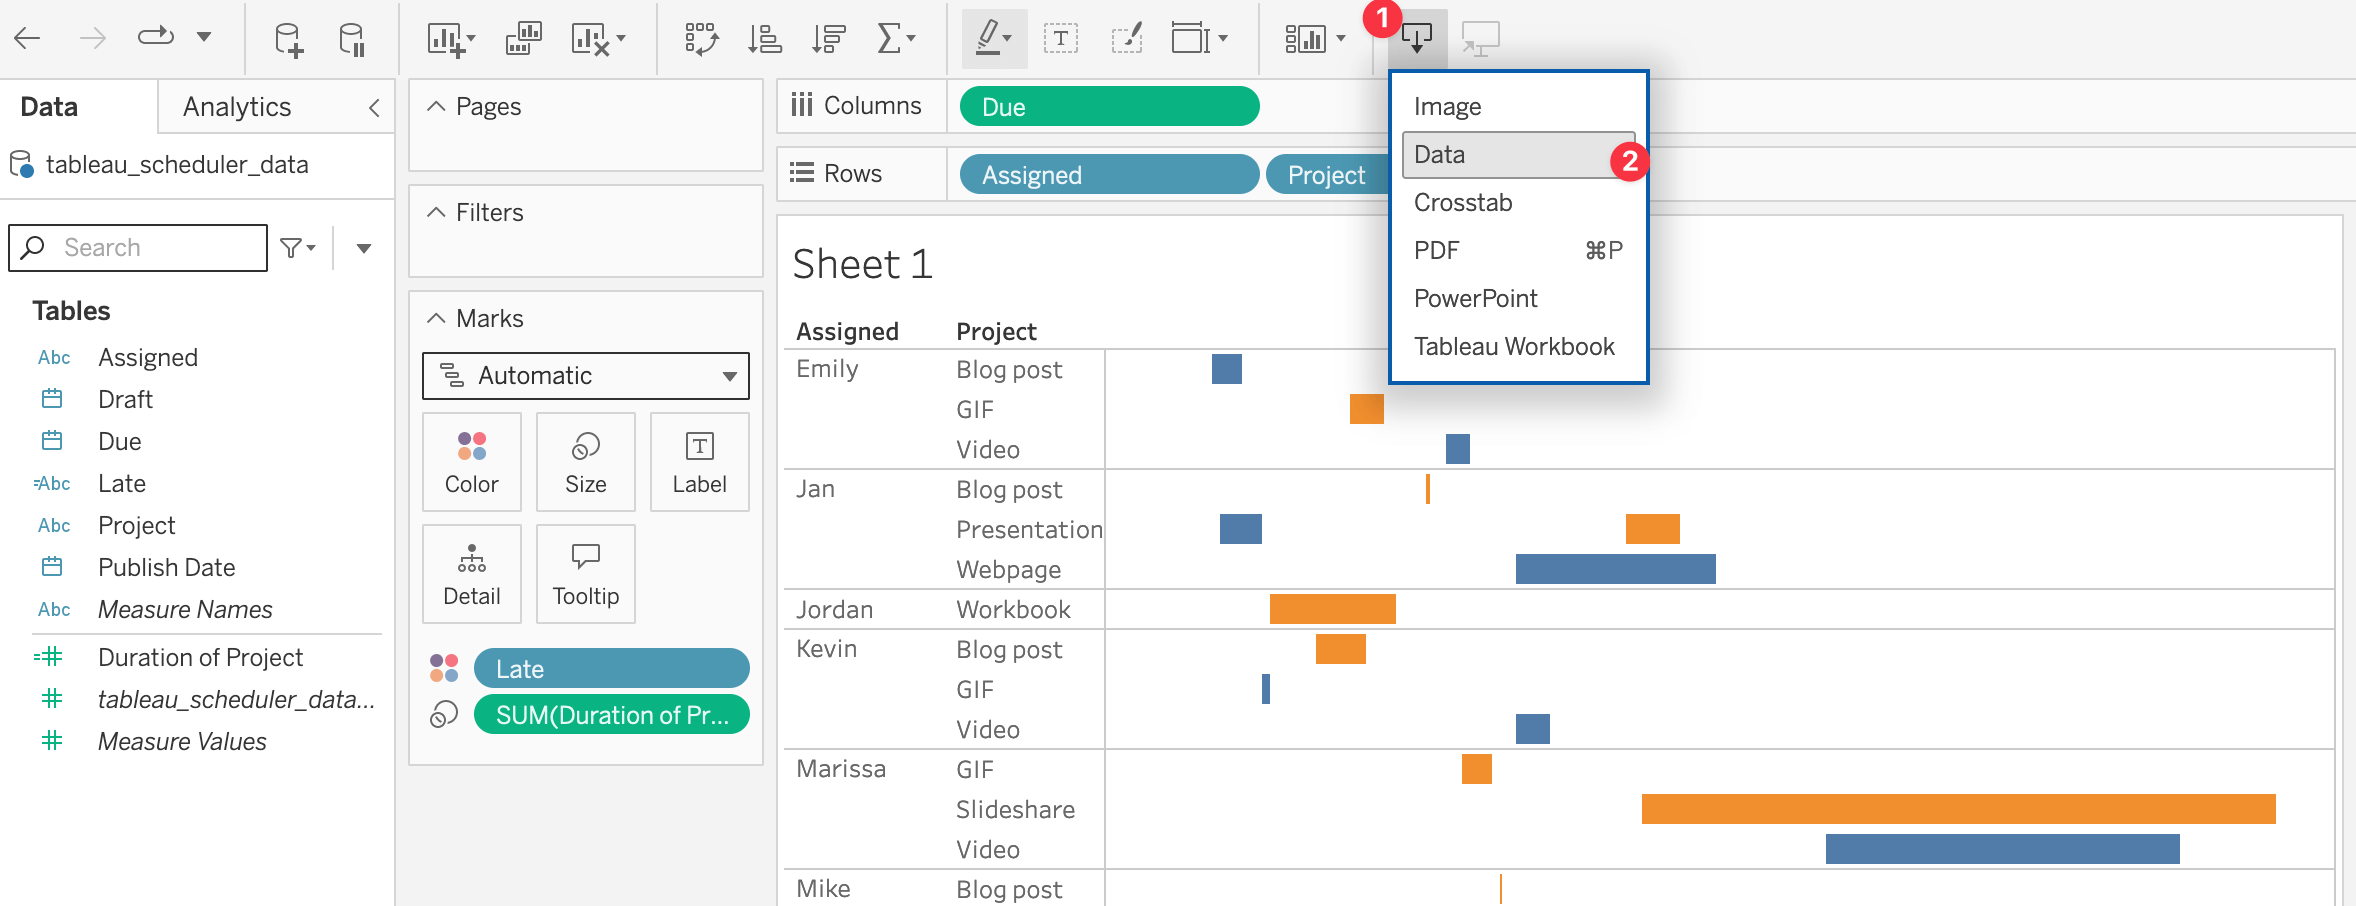 1
T
Data
Analytics
tableau_scheduler_data
Search
Tables
Abc Assigned
Draft
Due
=Abc Late
Abc Project
Publish Date
Abc Measure Names
=# Duration of Project
# tableau_scheduler_data...
# Measure Values
Pages
Filters
Marks
Automatic
Color
Size
T
Label
Detail
Tooltip
Late
SUM(Duration of Pr...
Columns
Due
Rows
Assigned
Project
Image
Data
2
Crosstab
PDF ⌘P
PowerPoint
Tableau Workbook
Sheet 1
Assigned Project
Emily Blog post
GIF
Video
Jan Blog post
Presentation
Webpage
Jordan Workbook
Kevin Blog post
GIF
Video
Marissa GIF
Slideshare
Video
Mike Blog post